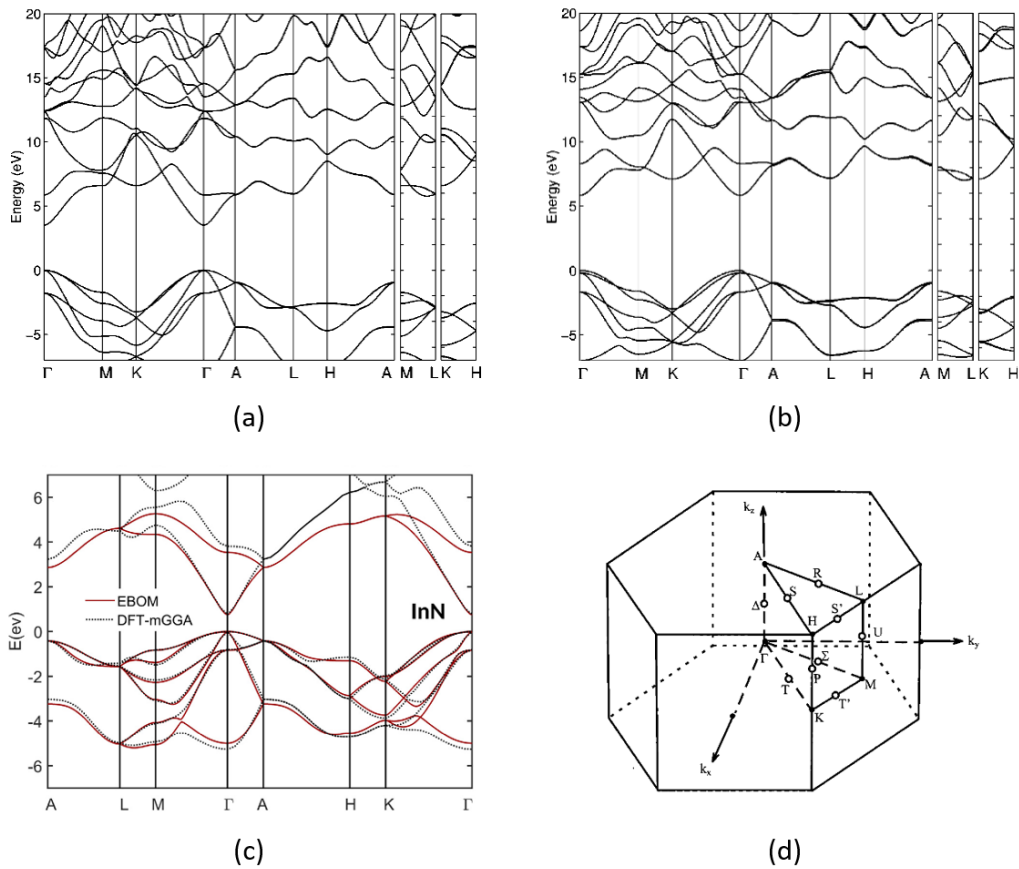 20
15
10
5
0
−5
Energy (eV)
Γ M K Γ A L H A M L K H
(a)
20
15
10
5
0
−5
Energy (eV)
Γ M K Γ A L H A M L K H
(b)
6
4
2
0
-2
-4
-6
E(ev)
EBOM
DFT-mGGA
InN
A L M Γ A H K Γ
(c)
kz
A
R
L
S
S'
Δ
H
U
ky
Γ
Σ
P
M
T
T'
K
kx
(d)